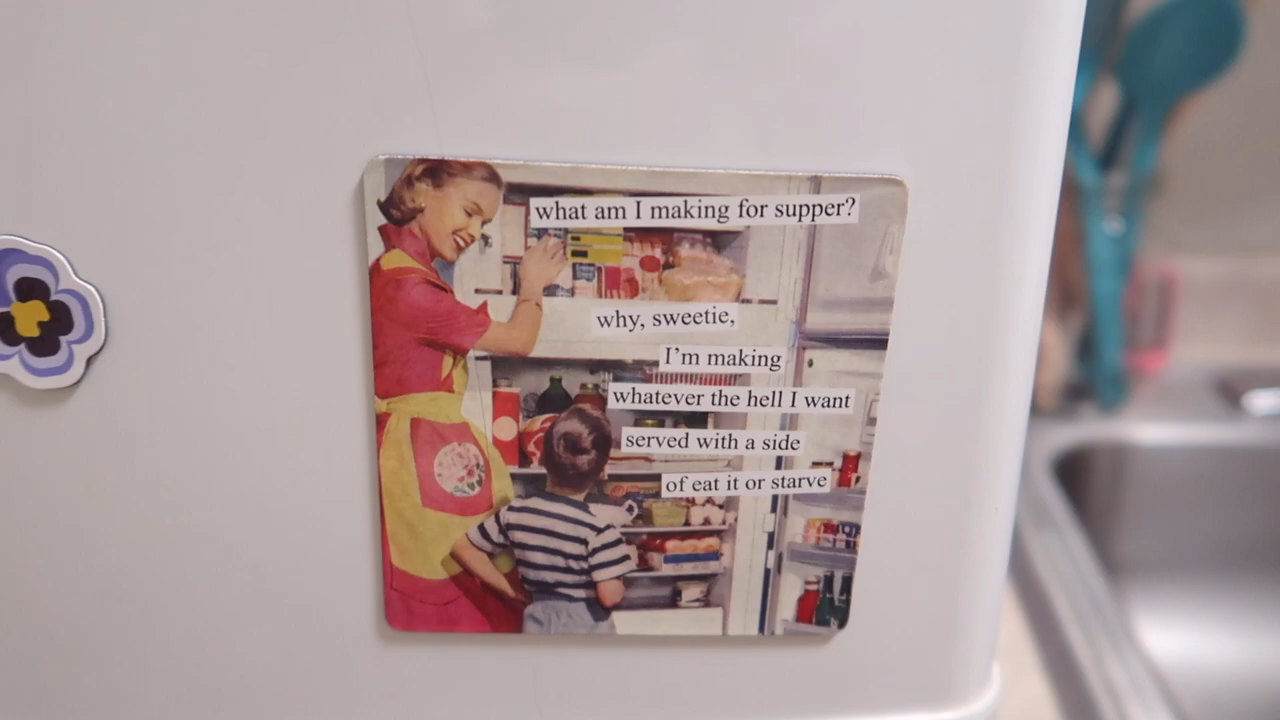 what am I making for supper?
why, sweetie,
I'm making
whatever the hell I want
served with a side
of eat it or starve